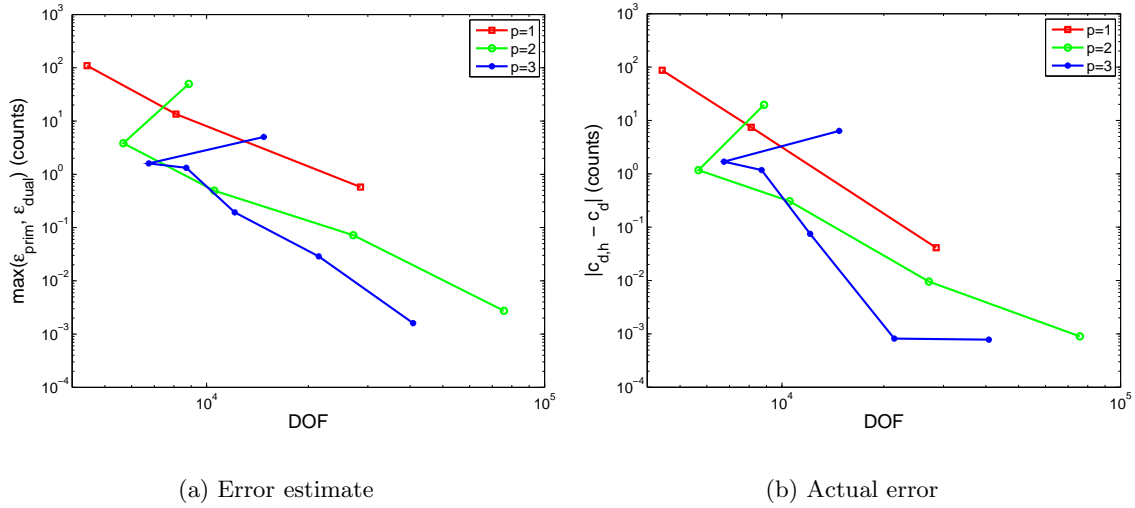 10^3
10^2
10^1
10^0
10^-1
10^-2
10^-3
10^-4
max(ε_prim, ε_dual) (counts)
p=1
p=2
p=3
10^4
10^5
DOF
(a) Error estimate
10^3
10^2
10^1
10^0
10^-1
10^-2
10^-3
10^-4
|c_d,h − c_d| (counts)
p=1
p=2
p=3
10^4
10^5
DOF
(b) Actual error